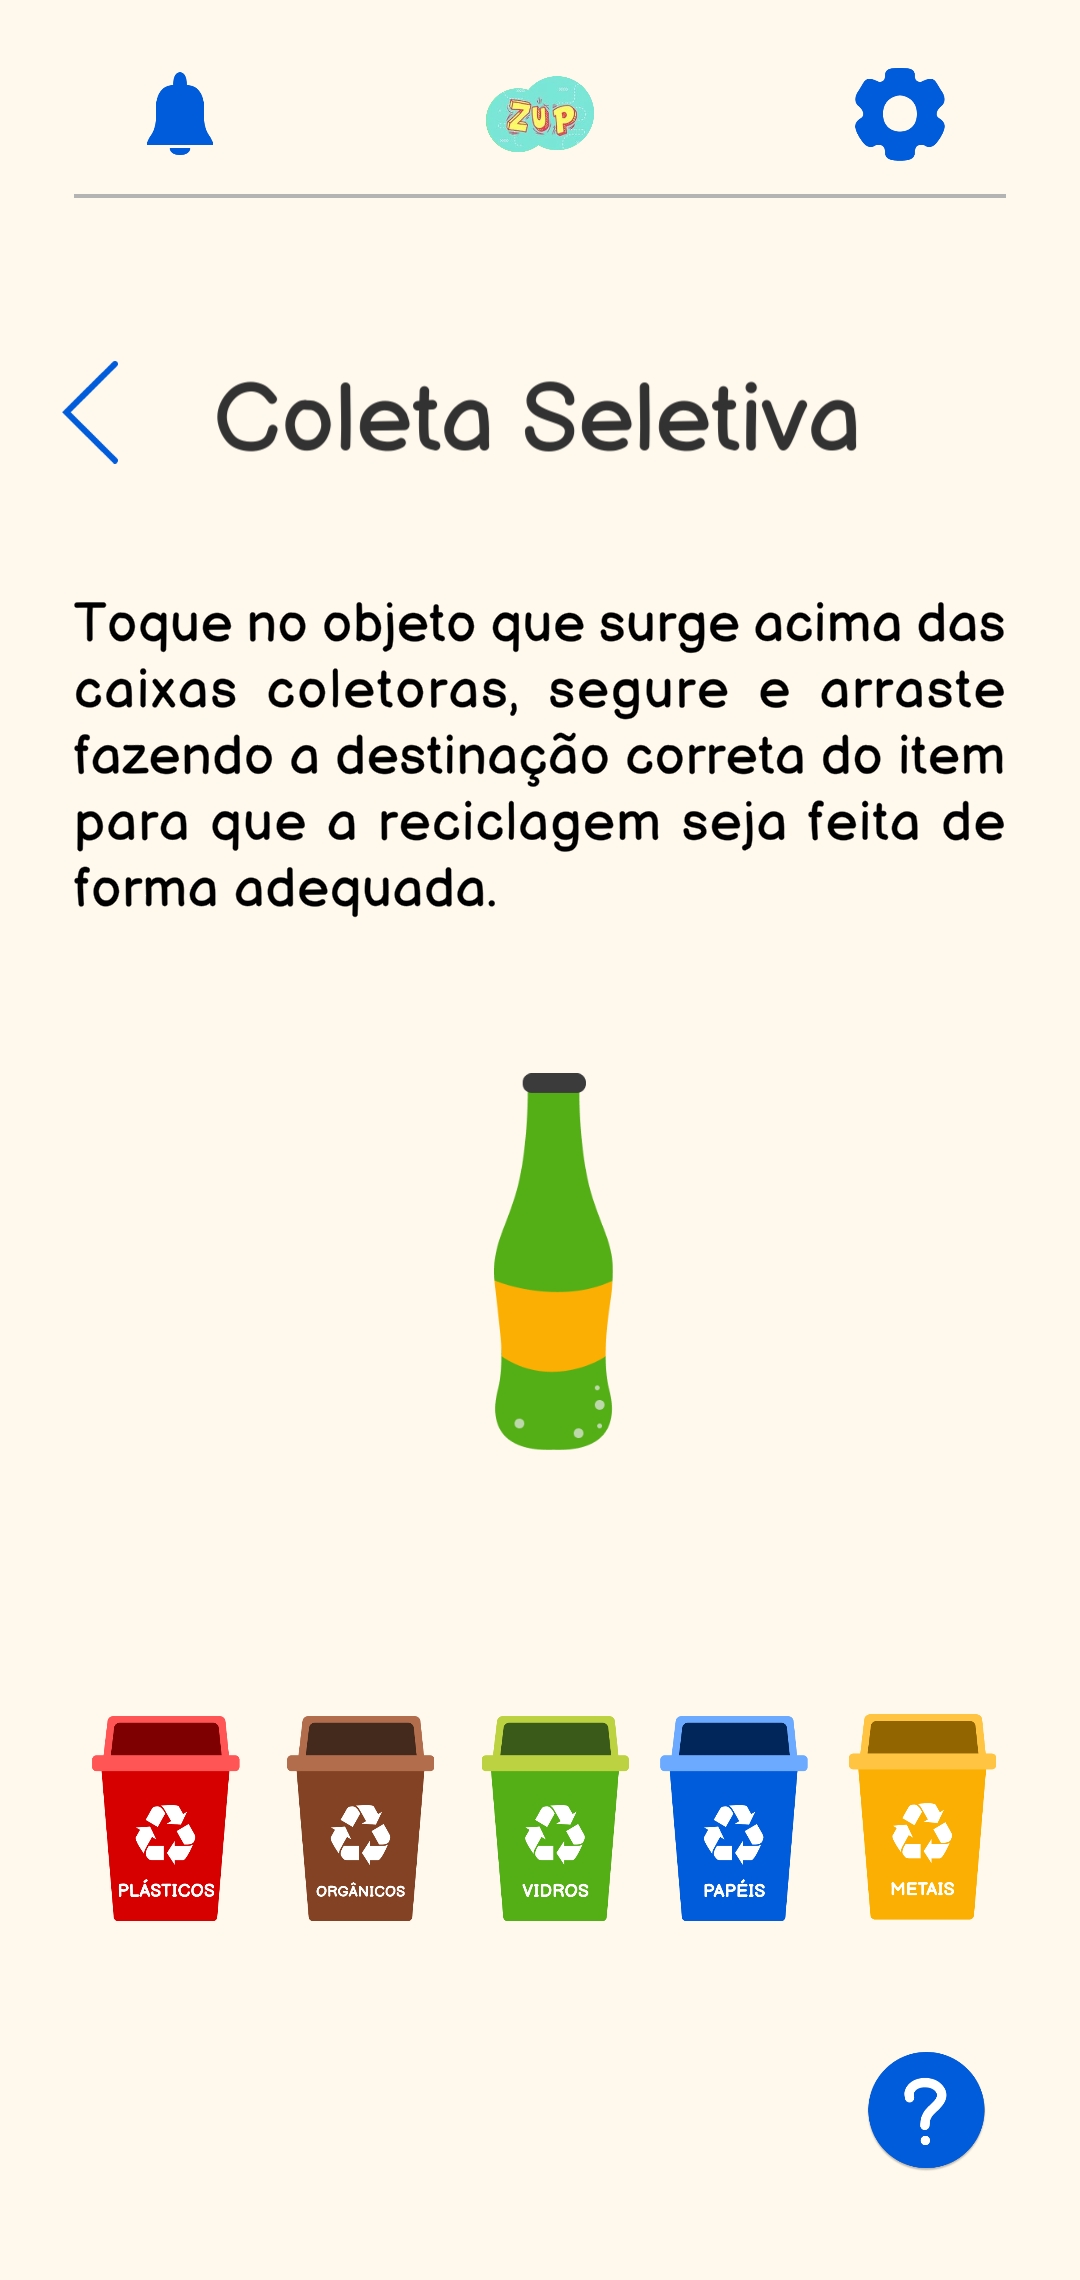 ZUP
Coleta Seletiva
Toque no objeto que surge acima das
caixas coletoras, segure e arraste
fazendo a destinação correta do item
para que a reciclagem seja feita de
forma adequada.
PLÁSTICOS ORGÂNICOS VIDROS PAPÉIS METAIS
?